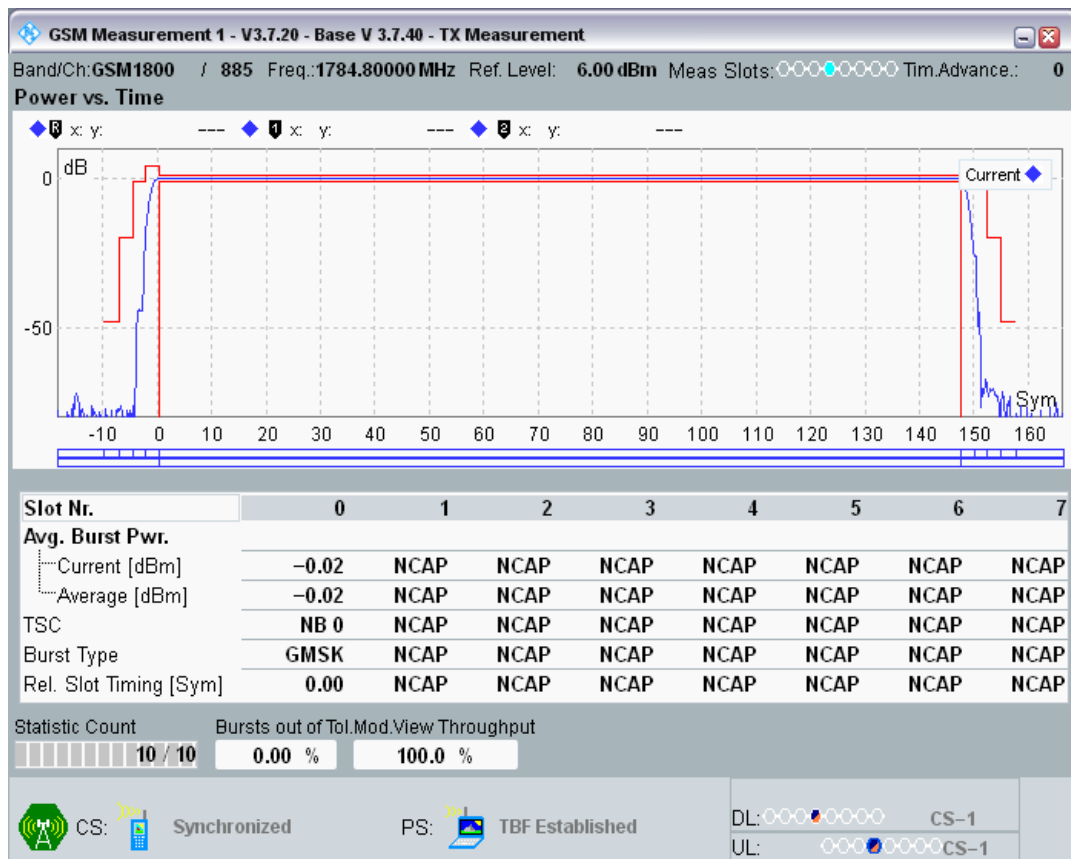 GSM Measurement 1 - V3.7.20 - Base V 3.7.40 - TX Measurement
Band/Ch:GSM1800 / 885 Freq.:1784.80000 MHz Ref. Level: 6.00 dBm Meas Slots: Tim.Advance.: 0
Power vs. Time
R x: y: --- 1 x: y: --- 2 x: y: ---
dB
Current
0
-50
Sym
-10 0 10 20 30 40 50 60 70 80 90 100 110 120 130 140 150 160
Slot Nr. 0 1 2 3 4 5 6 7
Avg. Burst Pwr.
Current [dBm] −0.02 NCAP NCAP NCAP NCAP NCAP NCAP NCAP
Average [dBm] −0.02 NCAP NCAP NCAP NCAP NCAP NCAP NCAP
TSC NB 0 NCAP NCAP NCAP NCAP NCAP NCAP NCAP
Burst Type GMSK NCAP NCAP NCAP NCAP NCAP NCAP NCAP
Rel. Slot Timing [Sym] 0.00 NCAP NCAP NCAP NCAP NCAP NCAP NCAP
Statistic Count Bursts out of Tol.Mod.View Throughput
10 / 10 0.00 % 100.0 %
CS: Synchronized PS: TBF Established
DL: CS−1
UL: CS−1